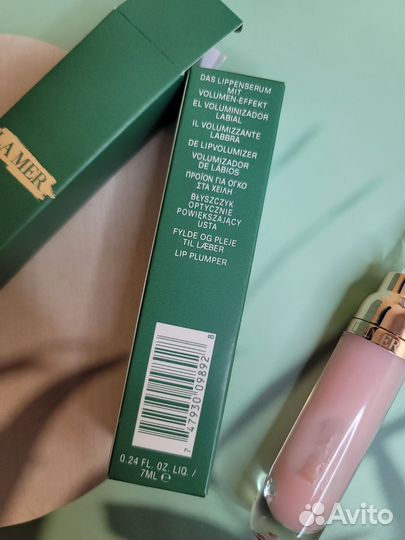 LA MER
DAS LIPPENSERUM
MIT
VOLUMEN-EFFEKT
EL VOLUMINIZADOR
LABIAL
IL VOLUMIZZANTE
LABBRA
DE LIPVOLUMIZER
VOLUMIZADOR
DE LÁBIOS
ΠΡΟΪΟΝ ΓΙΑ ΟΓΚΟ
ΣΤΑ ΧΕΙΛΗ
BŁYSZCZYK
OPTYCZNIE
POWIĘKSZAJĄCY
USTA
FYLDE OG PLEJE
TIL LÆBER
LIP PLUMPER
7 47930 09892 8
0.24 FL. OZ. LIQ. /
7ML e
MER
Avito